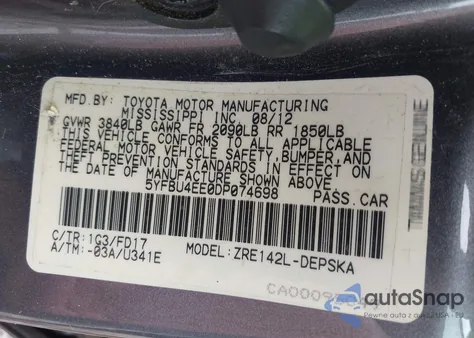 MFD.BY: TOYOTA MOTOR MANUFACTURING
MISSISSIPPI INC. 08/12
GVWR 3840LB GAWR FR 2090LB RR 1850LB
THIS VEHICLE CONFORMS TO ALL APPLICABLE
FEDERAL MOTOR VEHICLE SAFETY, BUMPER, AND
THEFT PREVENTION STANDARDS IN EFFECT ON
THE DATE OF MANUFACTURE SHOWN ABOVE.
5YFBU4EE0DP074698 PASS.CAR
C/TR:1G3/FD17 MODEL:ZRE142L-DEPSKA
A/TM:-03A/U341E
autoSnap